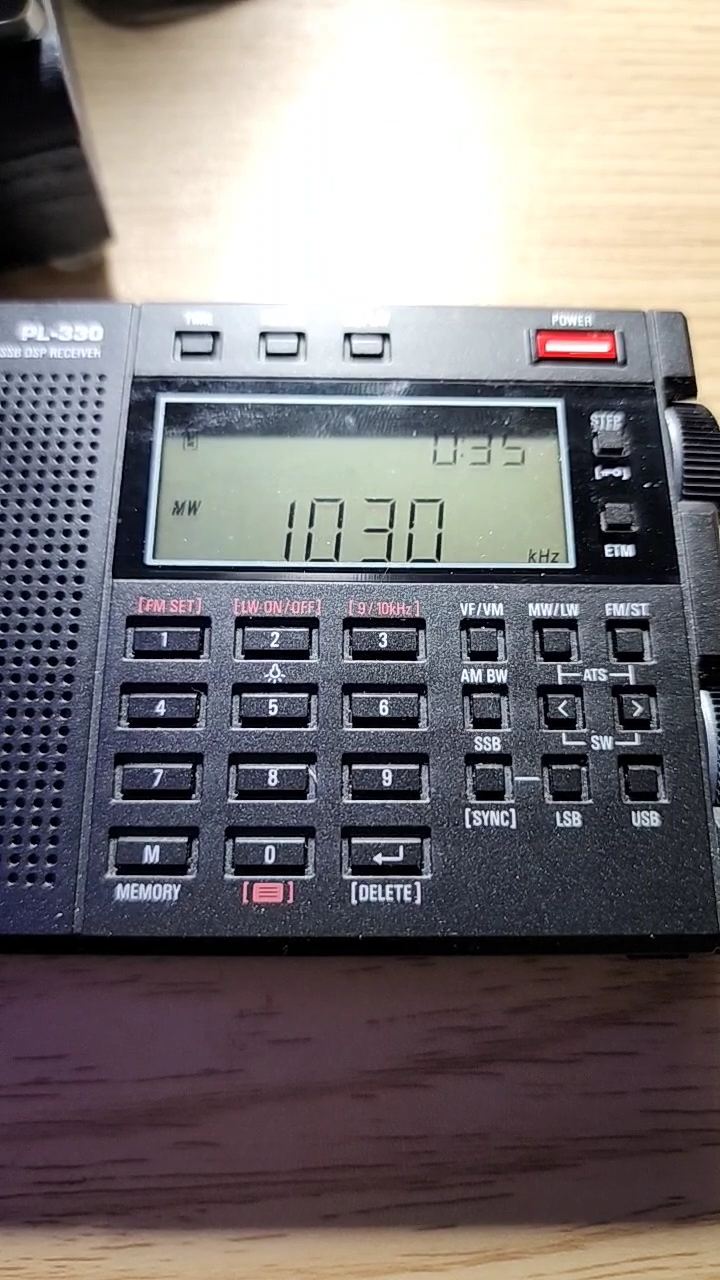 PL-330
SSB DSP RECEIVER
POWER
STEP
0:35
MW
1030
kHz
ETM
[FM SET] [LW ON/OFF] [9/10kHz] VF/VM MW/LW FM/ST
1 2 3
AM BW ATS
4 5 6 < >
SSB SW
7 8 9
[SYNC] LSB USB
M 0
MEMORY [DELETE]